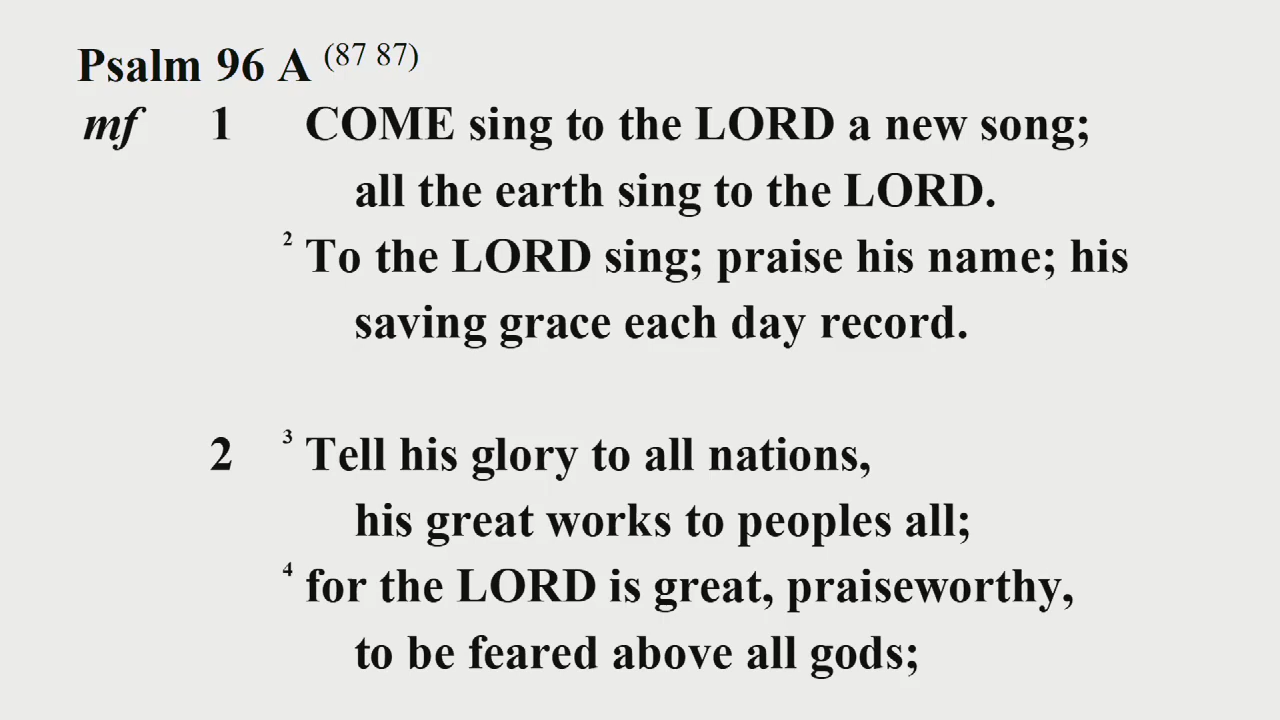 Psalm 96 A (87 87)
mf 1 COME sing to the LORD a new song;
all the earth sing to the LORD.
2 To the LORD sing; praise his name; his
saving grace each day record.
2 3 Tell his glory to all nations,
his great works to peoples all;
4 for the LORD is great, praiseworthy,
to be feared above all gods;